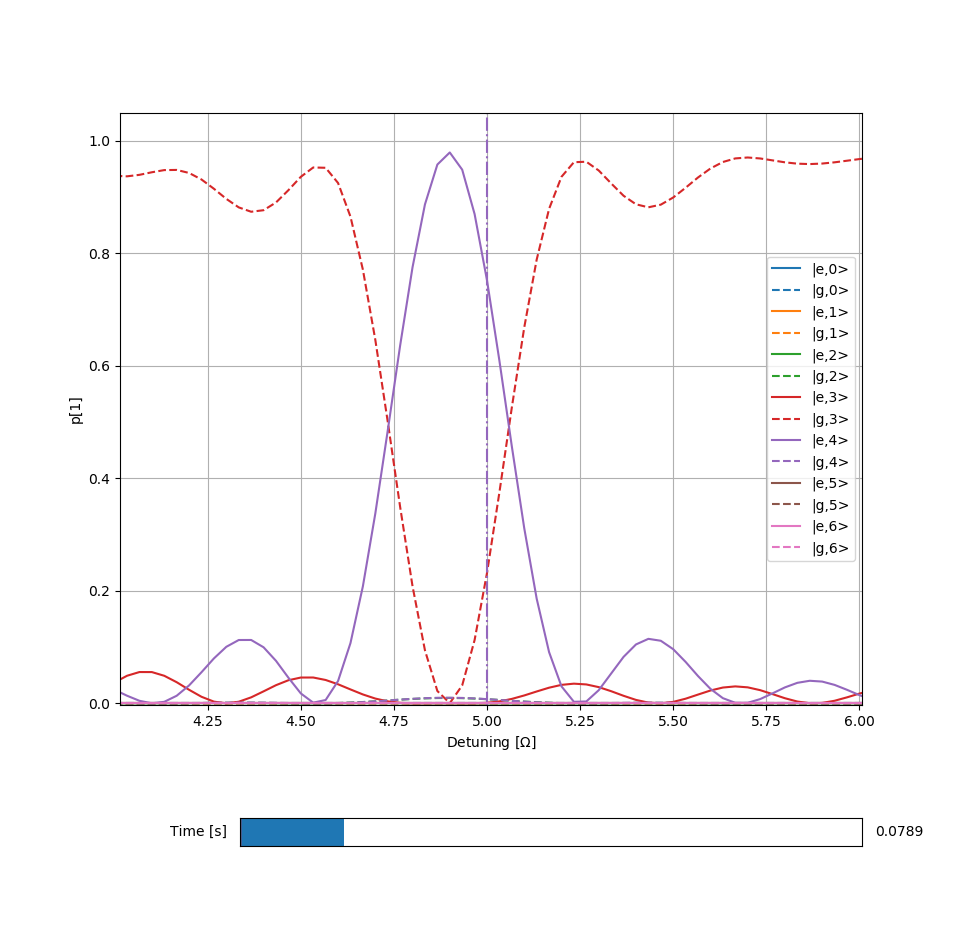 1.0
0.8
0.6
0.4
0.2
0.0
p[1]
|e,0>
|g,0>
|e,1>
|g,1>
|e,2>
|g,2>
|e,3>
|g,3>
|e,4>
|g,4>
|e,5>
|g,5>
|e,6>
|g,6>
4.25 4.50 4.75 5.00 5.25 5.50 5.75 6.00
Detuning [Ω]
Time [s] 0.0789